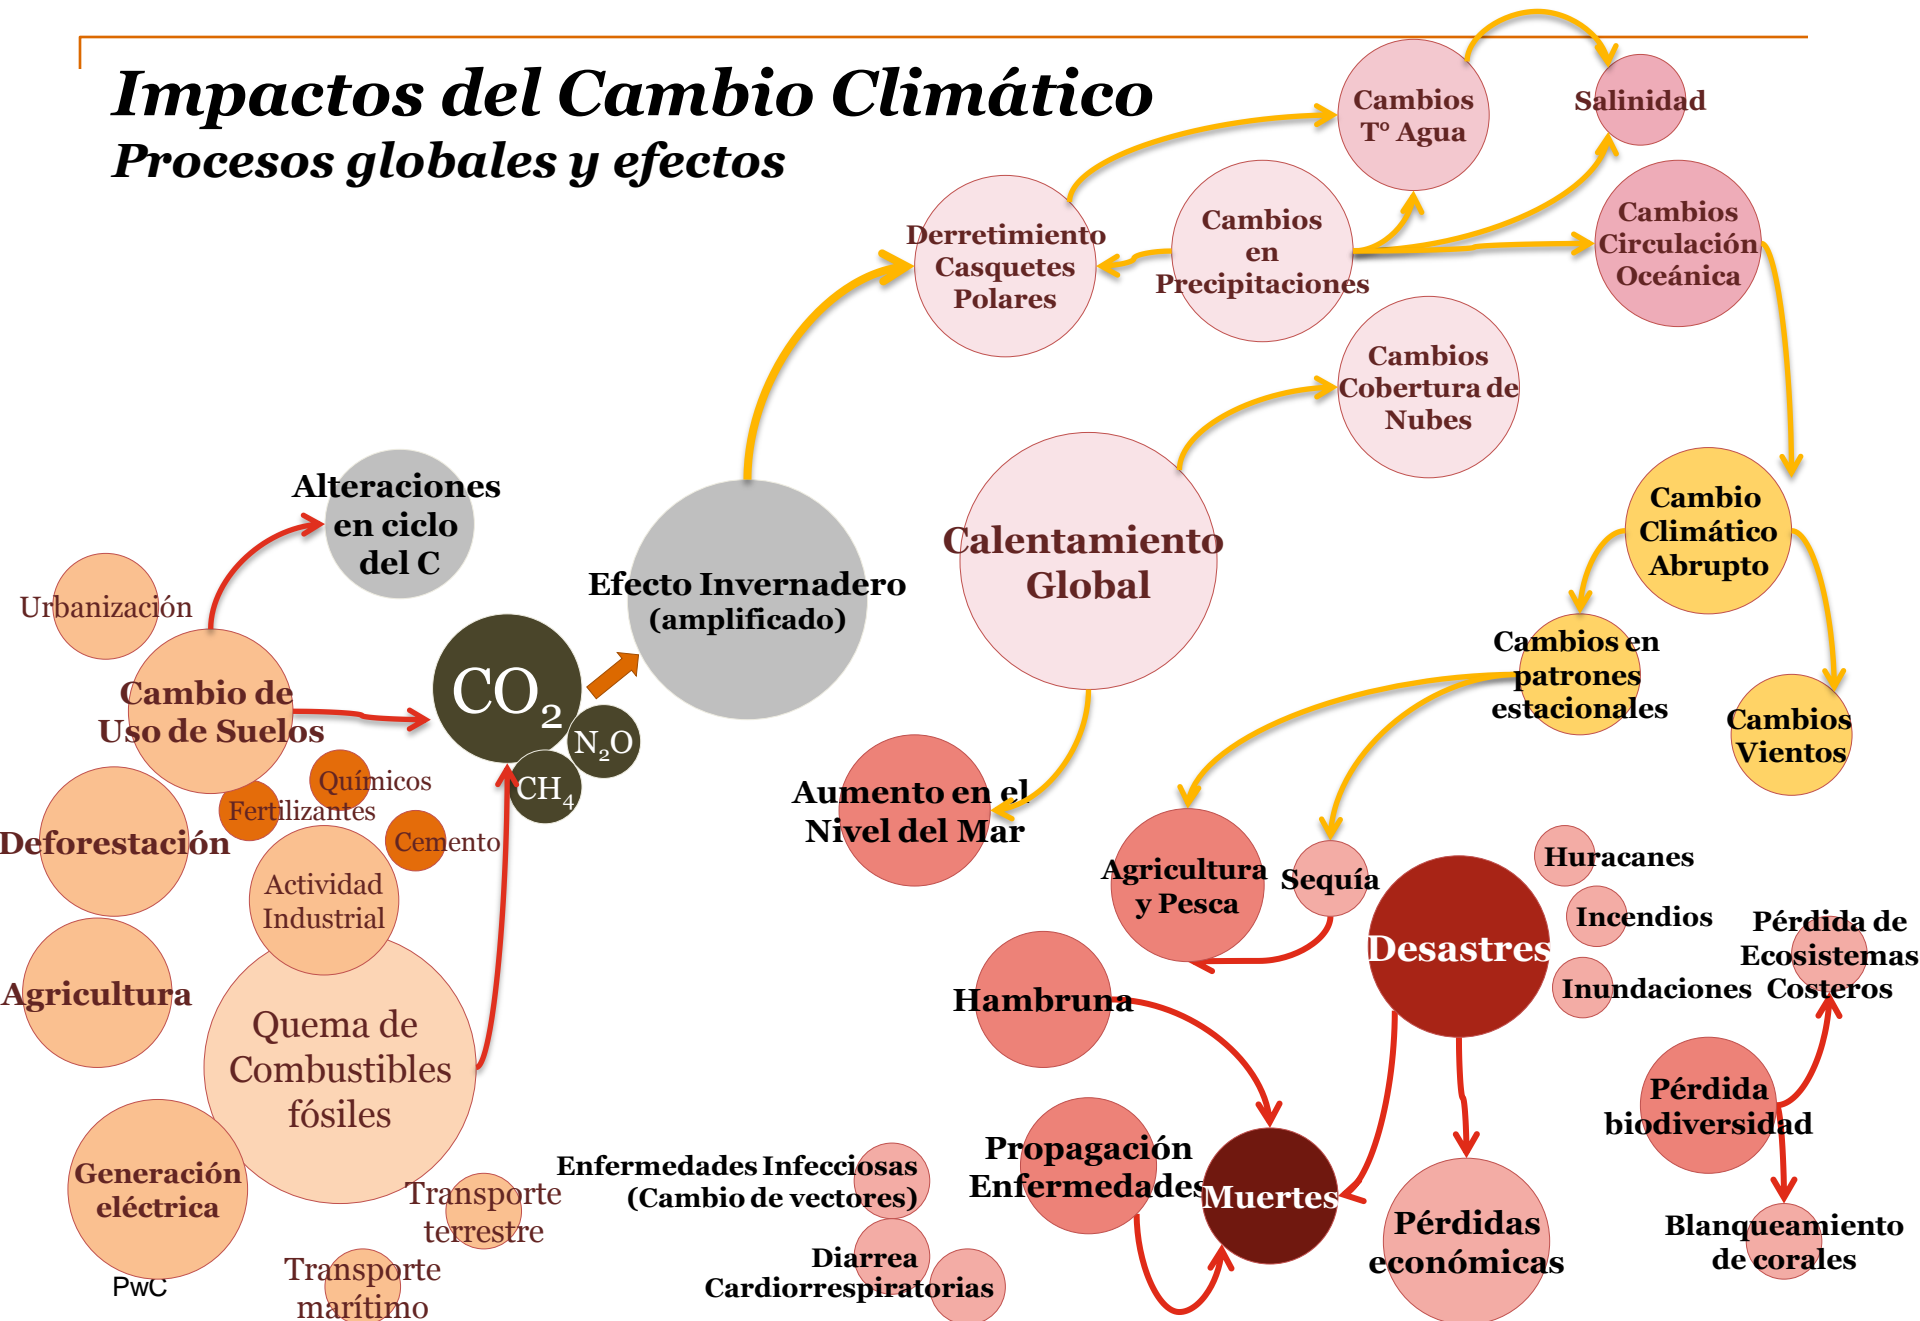 Impactos del Cambio Climático
Procesos globales y efectos
Cambios
Tº Agua
Salinidad
Derretimiento
Casquetes
Polares
Cambios
en
Precipitaciones
Cambios
Circulación
Oceánica
Cambios
Cobertura de
Nubes
Alteraciones
en ciclo
del C
Efecto Invernadero
(amplificado)
Calentamiento
Global
Cambio
Climático
Abrupto
Urbanización
Cambio de
Uso de Suelos
CO₂
N₂O
CH₄
Cambios en
patrones
estacionales
Cambios
Vientos
Químicos
Fertilizantes
Cemento
Deforestación
Actividad
Industrial
Aumento en el
Nivel del Mar
Agricultura
y Pesca
Sequía
Desastres
Huracanes
Incendios
Inundaciones
Pérdida de
Ecosistemas
Costeros
Agricultura
Quema de
Combustibles
fósiles
Hambruna
Pérdida
biodiversidad
Generación
eléctrica
Transporte
terrestre
Transporte
marítimo
Enfermedades Infecciosas
(Cambio de vectores)
Diarrea
Cardiorrespiratorias
Propagación
Enfermedades
Muertes
Pérdidas
económicas
Blanqueamiento
de corales
PwC